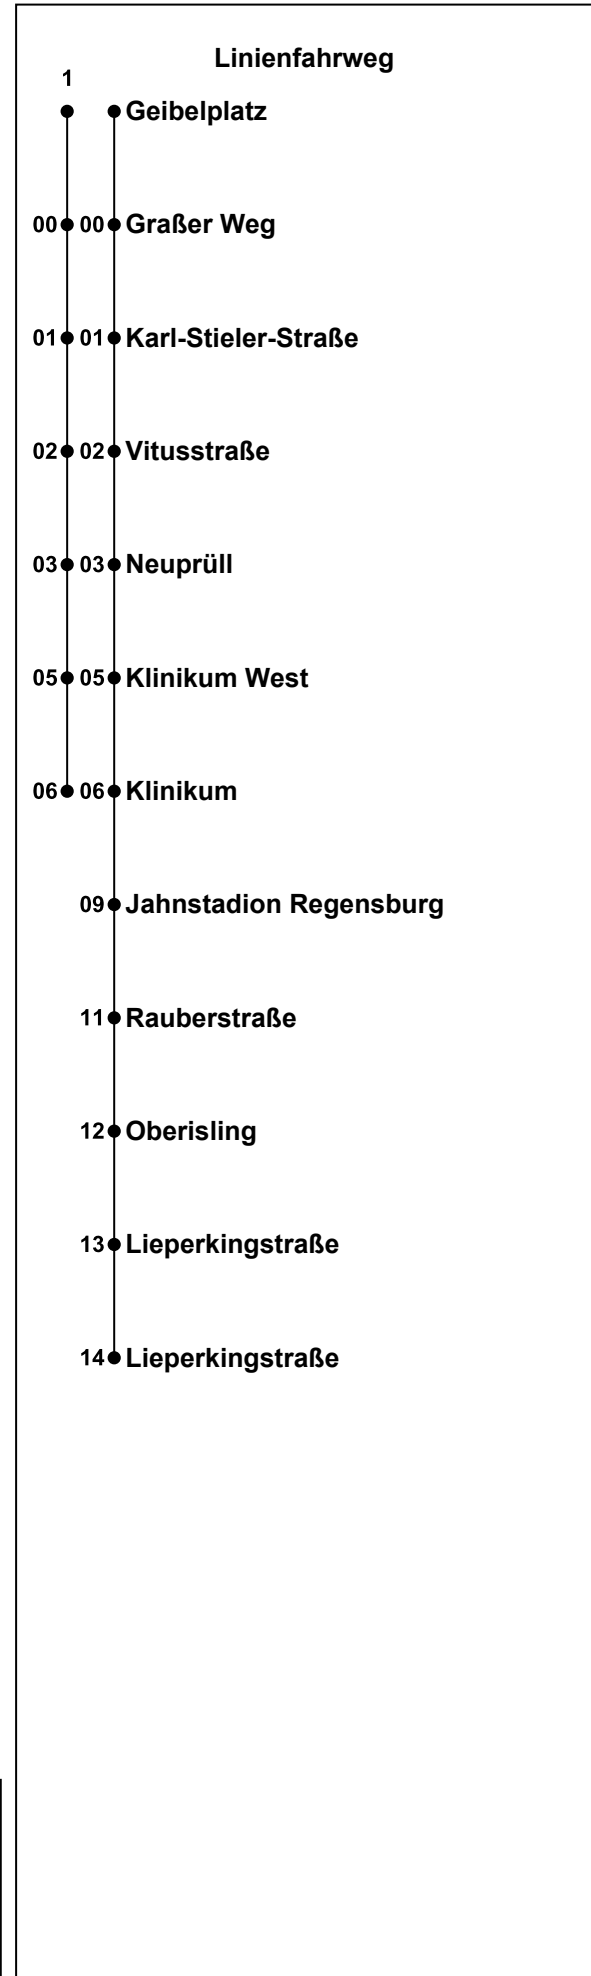 Linienfahrweg
1
Geibelplatz
00 00 Graßer Weg
01 01 Karl-Stieler-Straße
02 02 Vitusstraße
03 03 Neuprüll
05 05 Klinikum West
06 06 Klinikum
09 Jahnstadion Regensburg
11 Rauberstraße
12 Oberisling
13 Lieperkingstraße
14 Lieperkingstraße